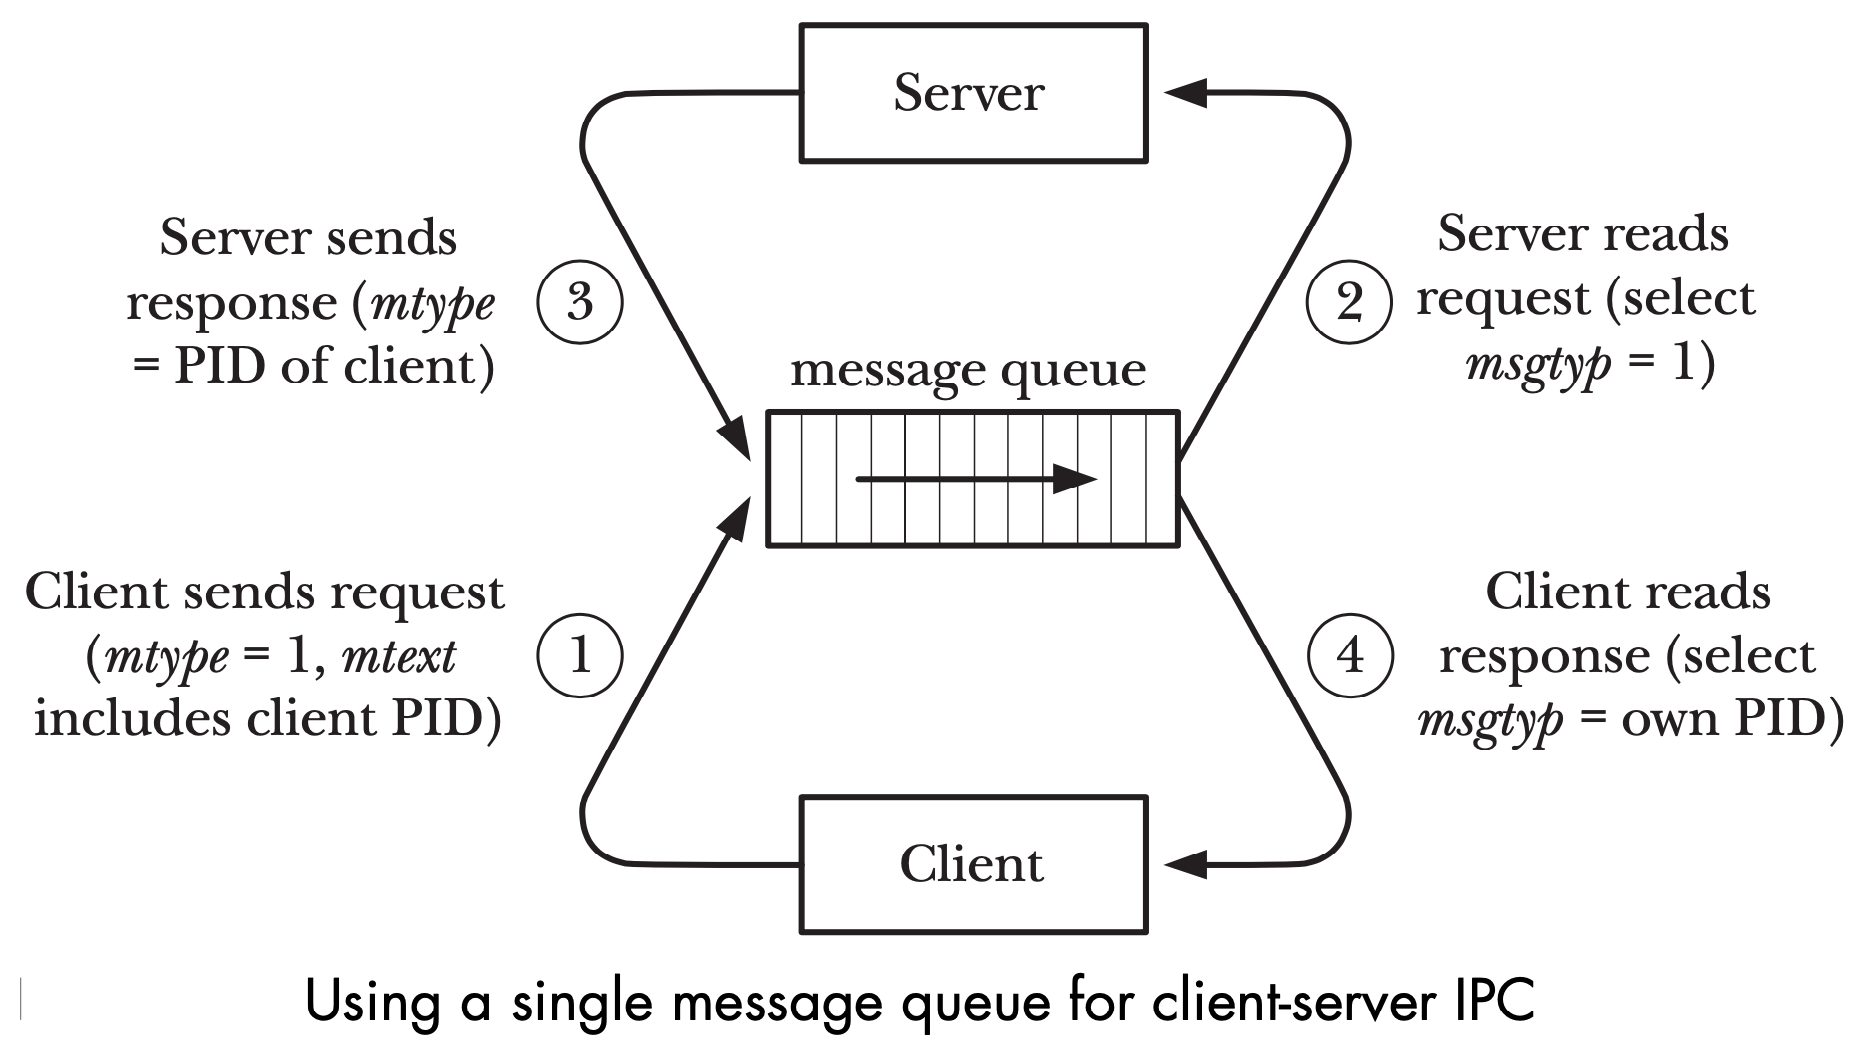 Server
Server sends
response (mtype
= PID of client)
3
2
Server reads
request (select
msgtyp = 1)
message queue
Client sends request
(mtype = 1, mtext
includes client PID)
1
4
Client reads
response (select
msgtyp = own PID)
Client
Using a single message queue for client-server IPC